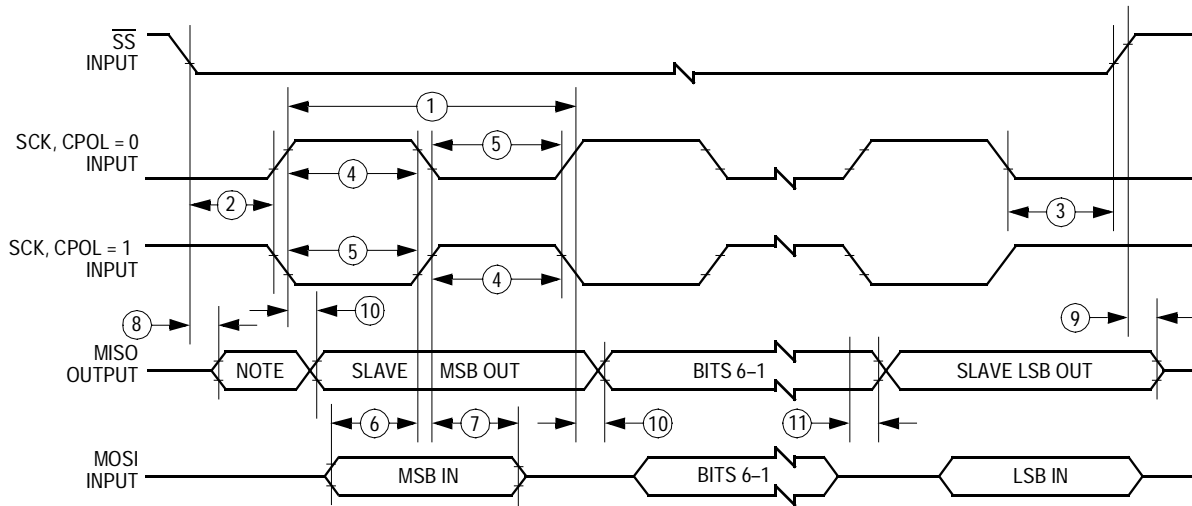 SS
INPUT
1
SCK, CPOL = 0
INPUT
5
4
2
3
SCK, CPOL = 1
INPUT
5
4
8
10
9
MISO
OUTPUT
NOTE
SLAVE MSB OUT
BITS 6–1
SLAVE LSB OUT
6
7
10
11
MOSI
INPUT
MSB IN
BITS 6–1
LSB IN